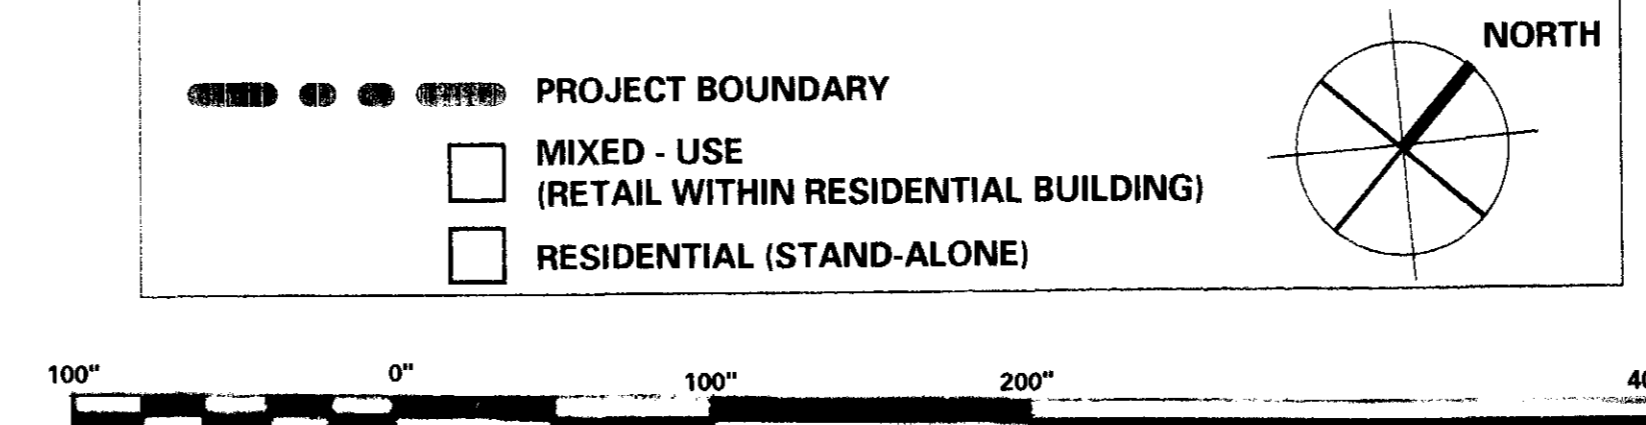 NORTH
PROJECT BOUNDARY
MIXED - USE
(RETAIL WITHIN RESIDENTIAL BUILDING)
RESIDENTIAL (STAND-ALONE)
100" 0" 100" 200"